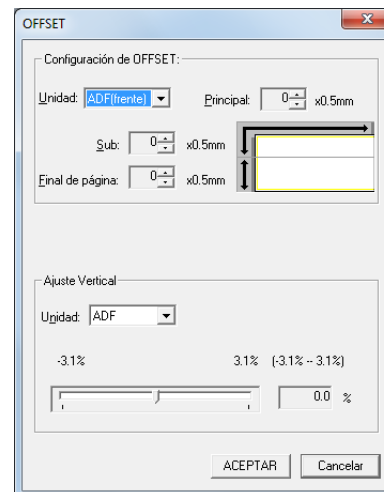 OFFSET
Configuración de OFFSET:
Unidad: ADF(frente) Principal: 0 x0.5mm
Sub: 0 x0.5mm
Final de página: 0 x0.5mm
Ajuste Vertical
Unidad: ADF
-3.1% 3.1% (-3.1% -- 3.1%)
0.0 %
ACEPTAR Cancelar